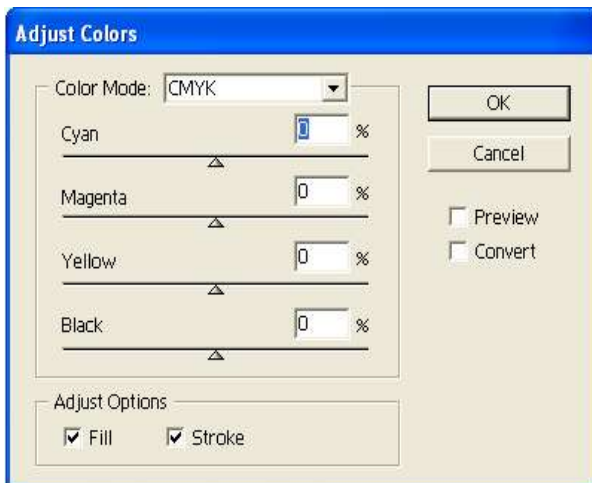 Adjust Colors
Color Mode: CMYK
Cyan 0 %
Magenta 0 %
Yellow 0 %
Black 0 %
Adjust Options
Fill Stroke
OK
Cancel
Preview
Convert